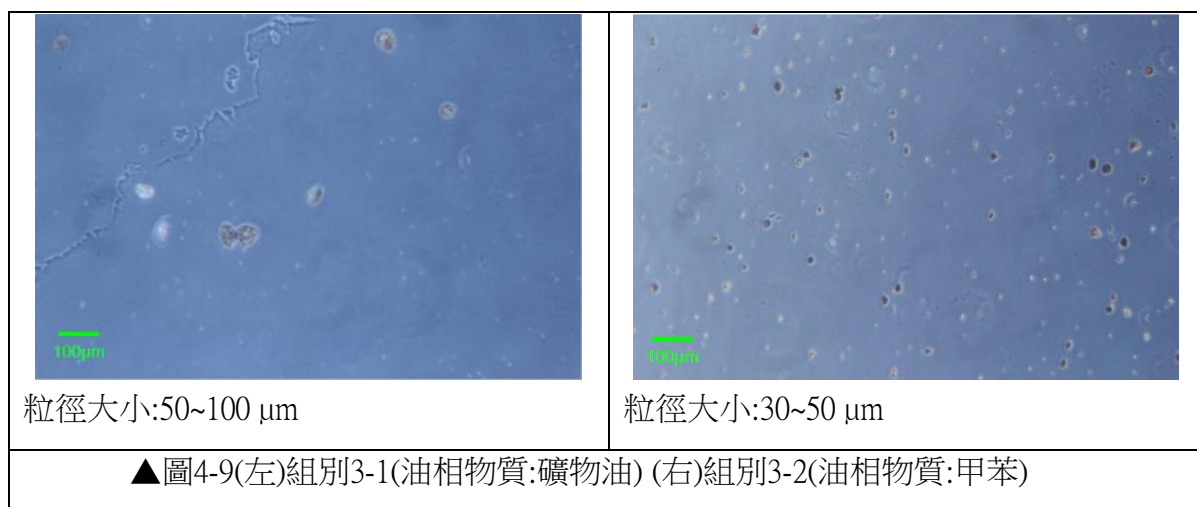 100μm
100μm
粒徑大小:50~100 μm
粒徑大小:30~50 μm
▲圖4-9(左)組別3-1(油相物質:礦物油) (右)組別3-2(油相物質:甲苯)